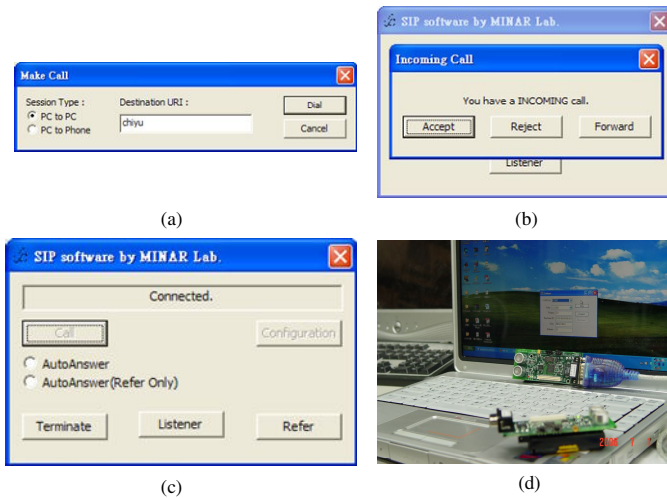 Make Call
Session Type :
PC to PC
PC to Phone
Destination URI :
chiyu
Dial
Cancel
(a)
SIP software by MINAR Lab.
Incoming Call
You have a INCOMING call.
Accept
Reject
Forward
Listener
(b)
SIP software by MINAR Lab.
Connected.
Call
Configuration
AutoAnswer
AutoAnswer(Refer Only)
Terminate
Listener
Refer
(c)
(d)